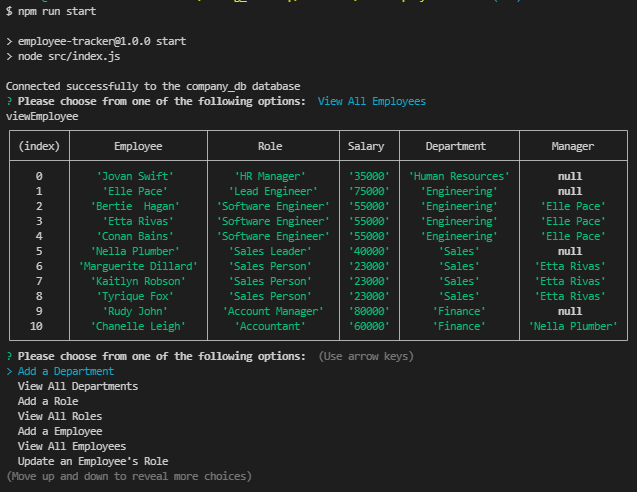 $ npm run start
> employee-tracker@1.0.0 start
> node src/index.js
Connected successfully to the company_db database
? Please choose from one of the following options: View All Employees
viewEmployee
(index) Employee Role Salary Department Manager
0 'Jovan Swift' 'HR Manager' '35000' 'Human Resources' null
1 'Elle Pace' 'Lead Engineer' '75000' 'Engineering' null
2 'Bertie  Hagan' 'Software Engineer' '55000' 'Engineering' 'Elle Pace'
3 'Etta Rivas' 'Software Engineer' '55000' 'Engineering' 'Elle Pace'
4 'Conan Bains' 'Software Engineer' '55000' 'Engineering' 'Elle Pace'
5 'Nella Plumber' 'Sales Leader' '40000' 'Sales' null
6 'Marguerite Dillard' 'Sales Person' '23000' 'Sales' 'Etta Rivas'
7 'Kaitlyn Robson' 'Sales Person' '23000' 'Sales' 'Etta Rivas'
8 'Tyrique Fox' 'Sales Person' '23000' 'Sales' 'Etta Rivas'
9 'Rudy John' 'Account Manager' '80000' 'Finance' null
10 'Chanelle Leigh' 'Accountant' '60000' 'Finance' 'Nella Plumber'
? Please choose from one of the following options: (Use arrow keys)
> Add a Department
View All Departments
Add a Role
View All Roles
Add a Employee
View All Employees
Update an Employee's Role
(Move up and down to reveal more choices)